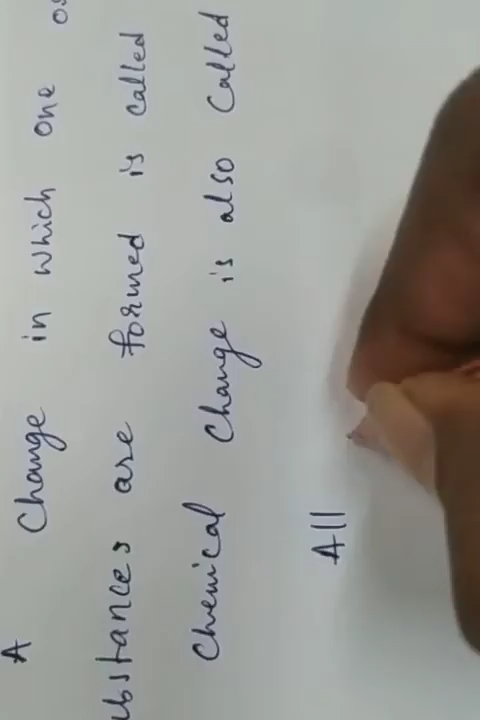 A Change in which one or
ubstances are formed is called
Chemical Change is also Called
All